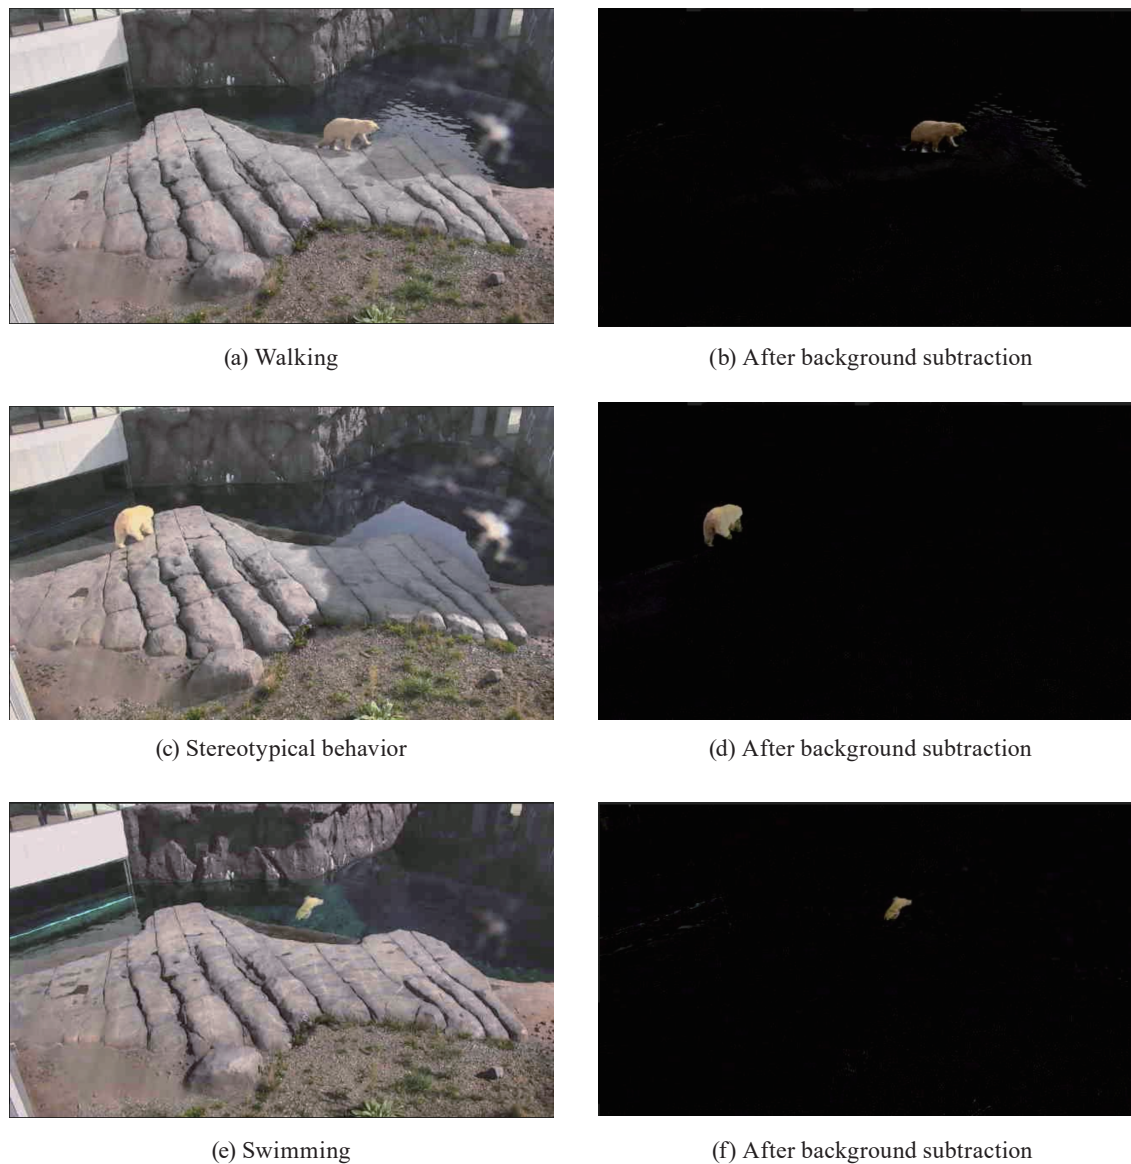 (a) Walking
(b) After background subtraction
(c) Stereotypical behavior
(d) After background subtraction
(e) Swimming
(f) After background subtraction